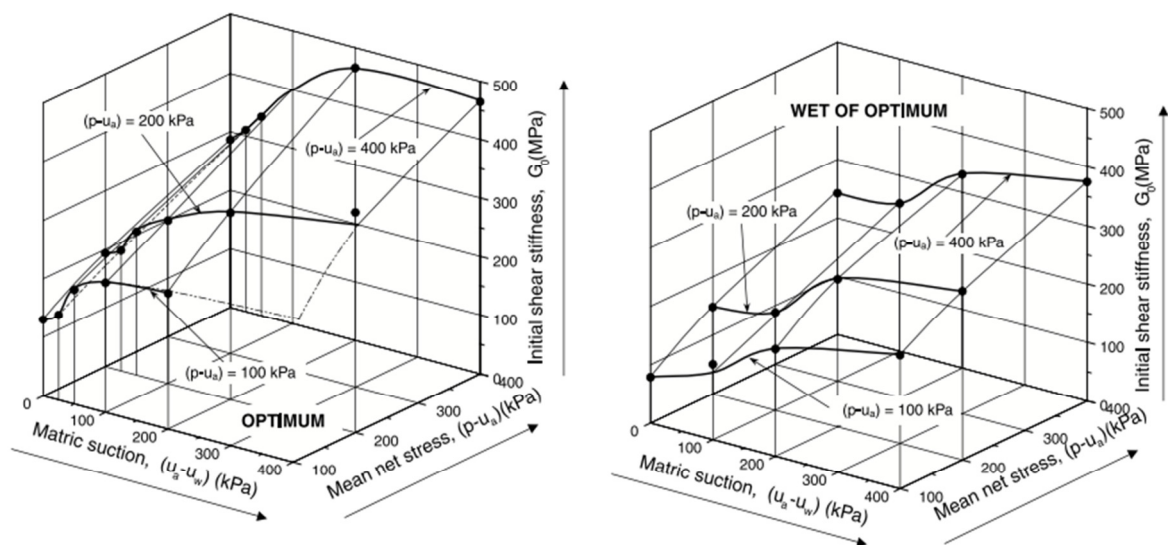 (p-uₐ) = 200 kPa
(p-uₐ) = 400 kPa
(p-uₐ) = 100 kPa
OPTIMUM
0
100
200
300
400
Matric suction, (uₐ-u_w) (kPa)
100
200
300
400
Mean net stress, (p-uₐ)(kPa)
0
100
200
300
400
500
Initial shear stiffness, G₀(MPa)
WET OF OPTIMUM
(p-uₐ) = 200 kPa
(p-uₐ) = 400 kPa
(p-uₐ) = 100 kPa
0
100
200
300
400
Matric suction, (uₐ-u_w) (kPa)
100
200
300
400
Mean net stress, (p-uₐ)(kPa)
0
100
200
300
400
500
Initial shear stiffness, G₀(MPa)